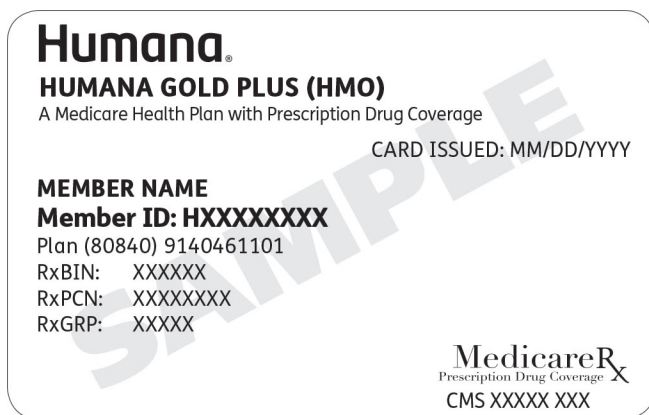 Humana®
HUMANA GOLD PLUS (HMO)
A Medicare Health Plan with Prescription Drug Coverage
CARD ISSUED: MM/DD/YYYY
MEMBER NAME
Member ID: HXXXXXXXX
Plan (80840) 9140461101
RxBIN: XXXXXX
RxPCN: XXXXXXXX
RxGRP: XXXXX
SAMPLE
MedicareRx
Prescription Drug Coverage
CMS XXXXX XXX